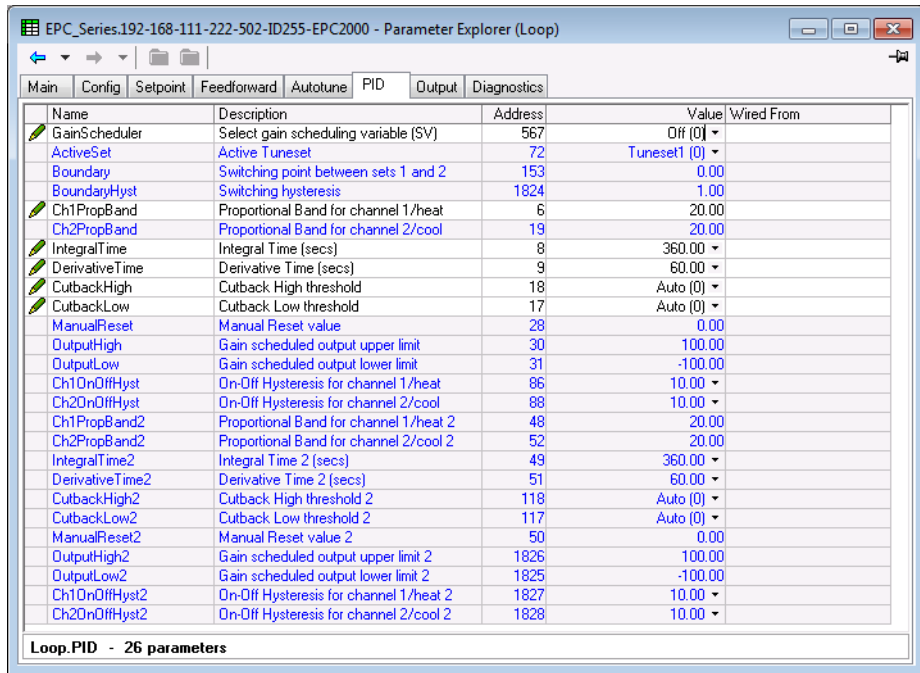 EPC_Series.192-168-111-222-502-ID255-EPC2000 - Parameter Explorer (Loop)
Main Config Setpoint Feedforward Autotune PID Output Diagnostics
Name Description Address Value Wired From
GainScheduler Select gain scheduling variable (SV) 567 Off (0)
ActiveSet Active Tuneset 72 Tuneset1 (0)
Boundary Switching point between sets 1 and 2 153 0.00
BoundaryHyst Switching hysteresis 1824 1.00
Ch1PropBand Proportional Band for channel 1/heat 6 20.00
Ch2PropBand Proportional Band for channel 2/cool 19 20.00
IntegralTime Integral Time (secs) 8 360.00
DerivativeTime Derivative Time (secs) 9 60.00
CutbackHigh Cutback High threshold 18 Auto (0)
CutbackLow Cutback Low threshold 17 Auto (0)
ManualReset Manual Reset value 28 0.00
OutputHigh Gain scheduled output upper limit 30 100.00
OutputLow Gain scheduled output lower limit 31 -100.00
Ch1OnOffHyst On-Off Hysteresis for channel 1/heat 86 10.00
Ch2OnOffHyst On-Off Hysteresis for channel 2/cool 88 10.00
Ch1PropBand2 Proportional Band for channel 1/heat 2 48 20.00
Ch2PropBand2 Proportional Band for channel 2/cool 2 52 20.00
IntegralTime2 Integral Time 2 (secs) 49 360.00
DerivativeTime2 Derivative Time 2 (secs) 51 60.00
CutbackHigh2 Cutback High threshold 2 118 Auto (0)
CutbackLow2 Cutback Low threshold 2 117 Auto (0)
ManualReset2 Manual Reset value 2 50 0.00
OutputHigh2 Gain scheduled output upper limit 2 1826 100.00
OutputLow2 Gain scheduled output lower limit 2 1825 -100.00
Ch1OnOffHyst2 On-Off Hysteresis for channel 1/heat 2 1827 10.00
Ch2OnOffHyst2 On-Off Hysteresis for channel 2/cool 2 1828 10.00
Loop.PID - 26 parameters